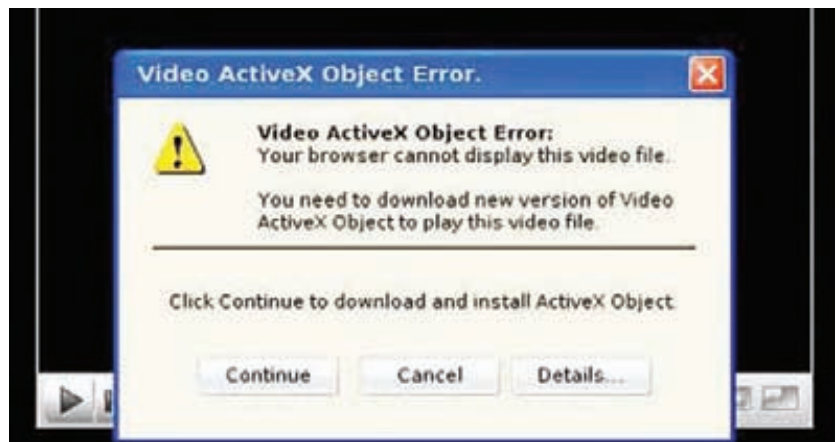 Video ActiveX Object Error.
Video ActiveX Object Error:
Your browser cannot display this video file.
You need to download new version of Video
ActiveX Object to play this video file.
Click Continue to download and install ActiveX Object.
Continue
Cancel
Details...